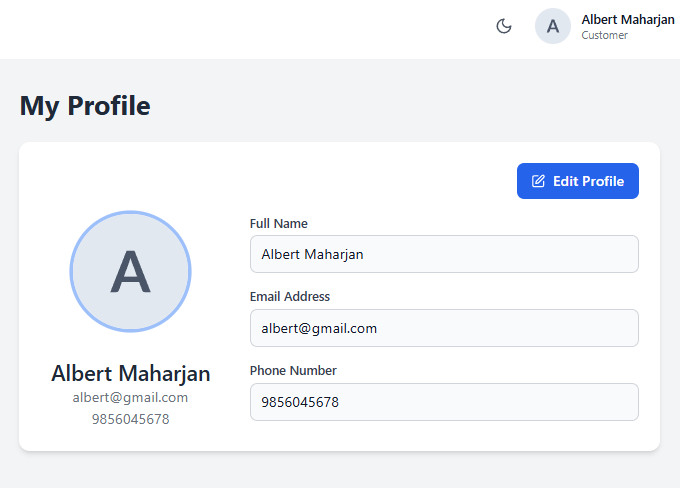 A
Albert Maharjan
Customer
My Profile
Edit Profile
A
Albert Maharjan
albert@gmail.com
9856045678
Full Name
Albert Maharjan
Email Address
albert@gmail.com
Phone Number
9856045678